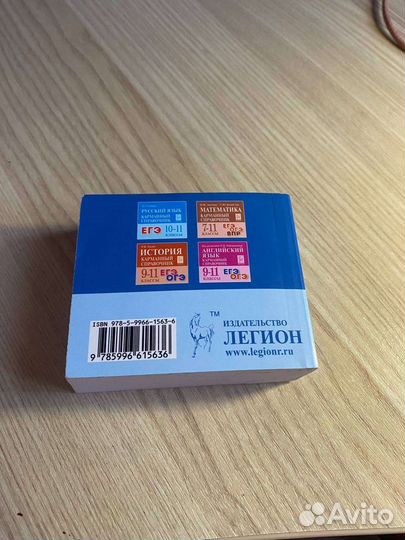 РУССКИЙ ЯЗЫК
КАРМАННЫЙ
СПРАВОЧНИК
ЕГЭ 10-11
КЛАССЫ
МАТЕМАТИКА
КАРМАННЫЙ
СПРАВОЧНИК
7-11
КЛАССЫ
ЕГЭ
ОГЭ
ВПР
ИСТОРИЯ
КАРМАННЫЙ
СПРАВОЧНИК
9-11
КЛАССЫ
ЕГЭ
ОГЭ
АНГЛИЙСКИЙ
ЯЗЫК
КАРМАННЫЙ
СПРАВОЧНИК
9-11
КЛАССЫ
ЕГЭ
ОГЭ
ISBN 978-5-9966-1563-6
9 785996 615636
TM
ИЗДАТЕЛЬСТВО
ЛЕГИОН
www.legionr.ru
Avito